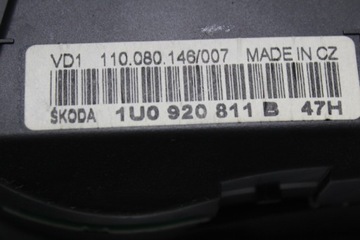 VD1 110.080.146/007 MADE IN CZ
ŠKODA 1U0 920 811 B 47H